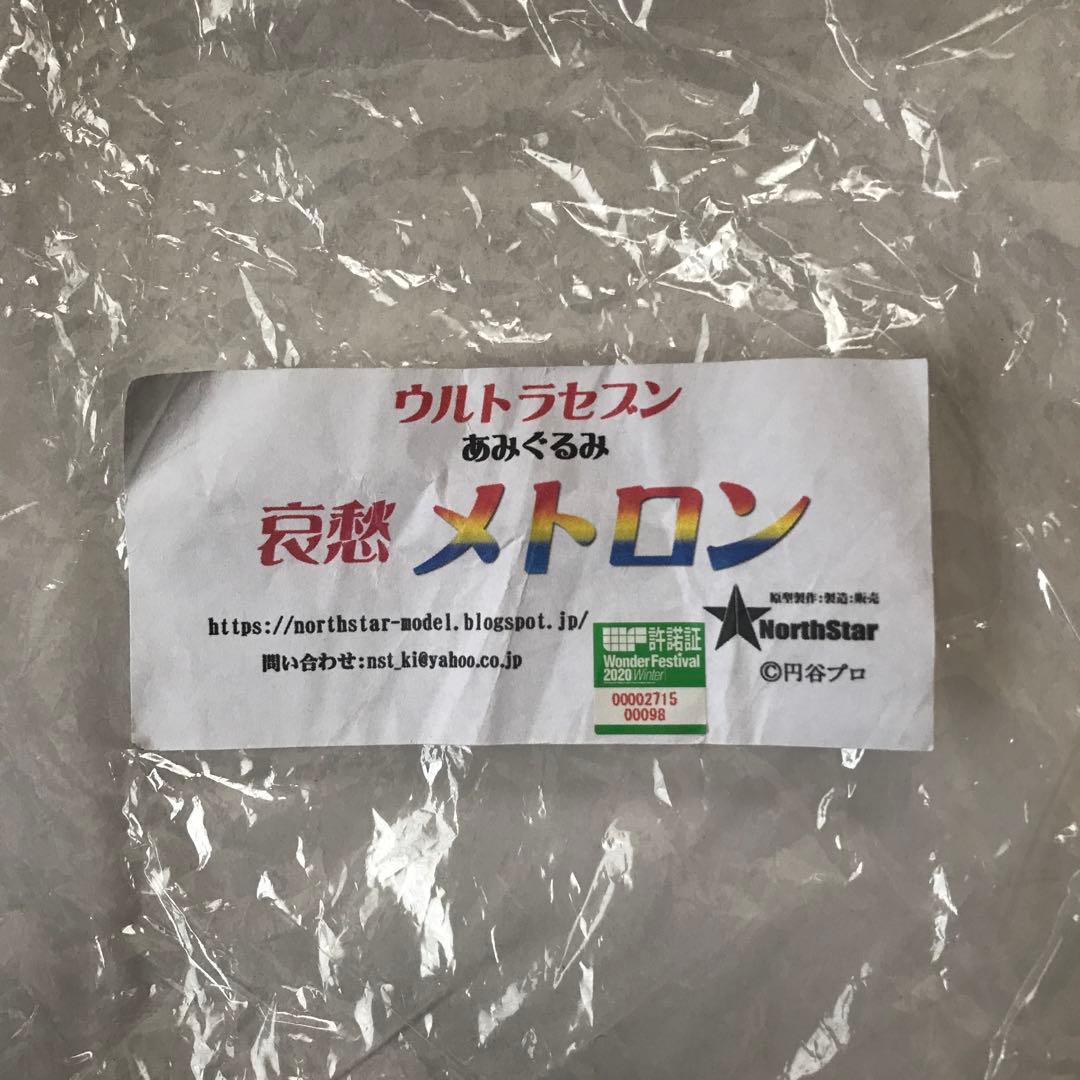 ウルトラセブン
あみぐるみ
哀愁 メトロン
https://northstar-model.blogspot.jp/
問い合わせ:nst_ki@yahoo.co.jp
許諾証
Wonder Festival
2020 Winter
00002715
00098
原型製作:製造:販売
NorthStar
©円谷プロ